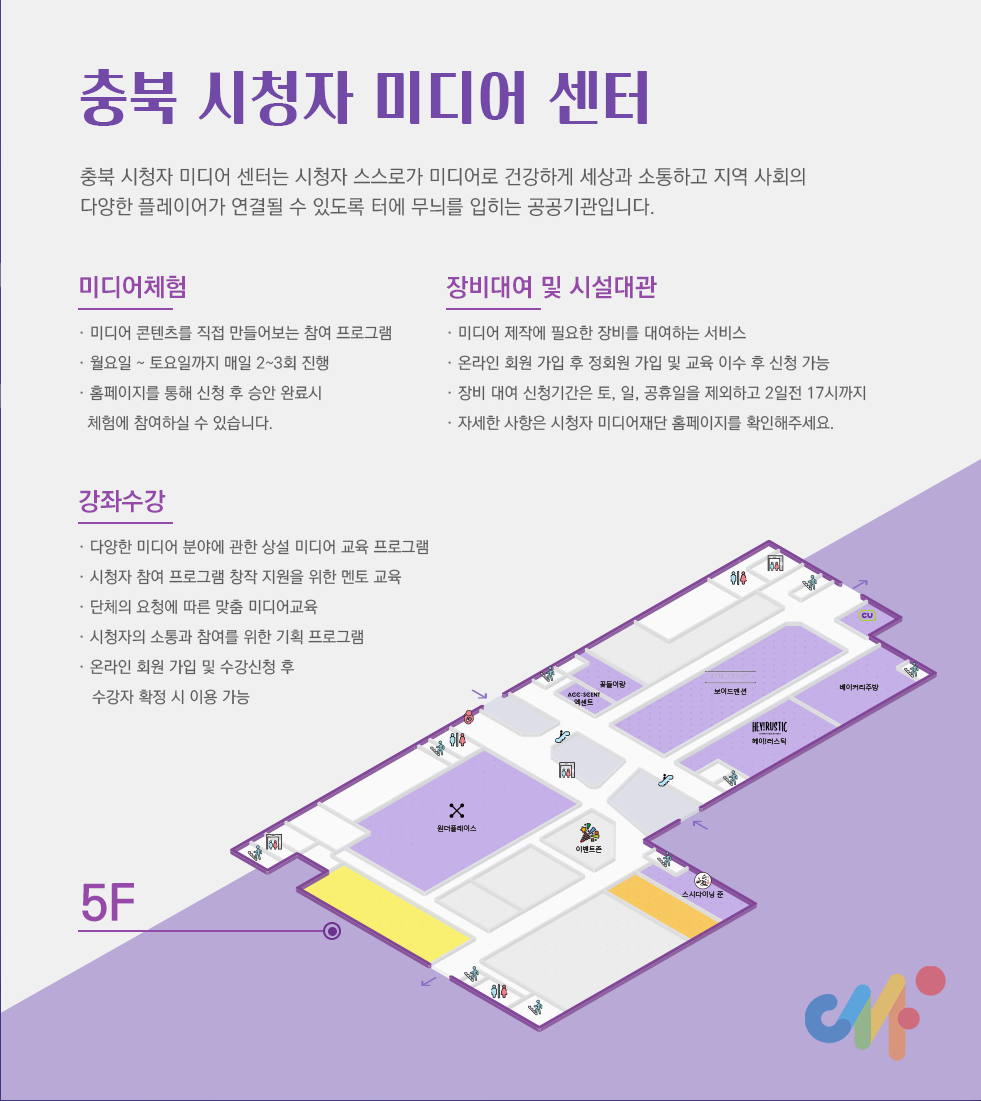 충북 시청자 미디어 센터
충북 시청자 미디어 센터는 시청자 스스로가 미디어로 건강하게 세상과 소통하고 지역 사회의
다양한 플레이어가 연결될 수 있도록 터에 무늬를 입히는 공공기관입니다.
미디어체험
· 미디어 콘텐츠를 직접 만들어보는 참여 프로그램
· 월요일 ~ 토요일까지 매일 2~3회 진행
· 홈페이지를 통해 신청 후 승안 완료시
체험에 참여하실 수 있습니다.
장비대여 및 시설대관
· 미디어 제작에 필요한 장비를 대여하는 서비스
· 온라인 회원 가입 후 정회원 가입 및 교육 이수 후 신청 가능
· 장비 대여 신청기간은 토, 일, 공휴일을 제외하고 2일전 17시까지
· 자세한 사항은 시청자 미디어재단 홈페이지를 확인해주세요.
강좌수강
· 다양한 미디어 분야에 관한 상설 미디어 교육 프로그램
· 시청자 참여 프로그램 창작 지원을 위한 멘토 교육
· 단체의 요청에 따른 맞춤 미디어교육
· 시청자의 소통과 참여를 위한 기획 프로그램
· 온라인 회원 가입 및 수강신청 후
수강자 확정 시 이용 가능
CU
꽃들이랑
ACC:SCENT
엑센트
보이드맨션
베이커리주방
HEY!RUSTIC
헤이!러스틱
원더플레이스
이벤트존
스시다이닝 준
5F